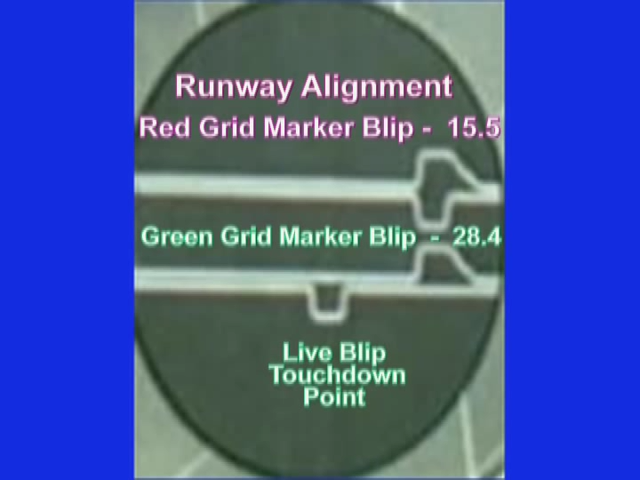 Runway Alignment
Red Grid Marker Blip - 15.5
Green Grid Marker Blip - 28.4
Live Blip
Touchdown
Point